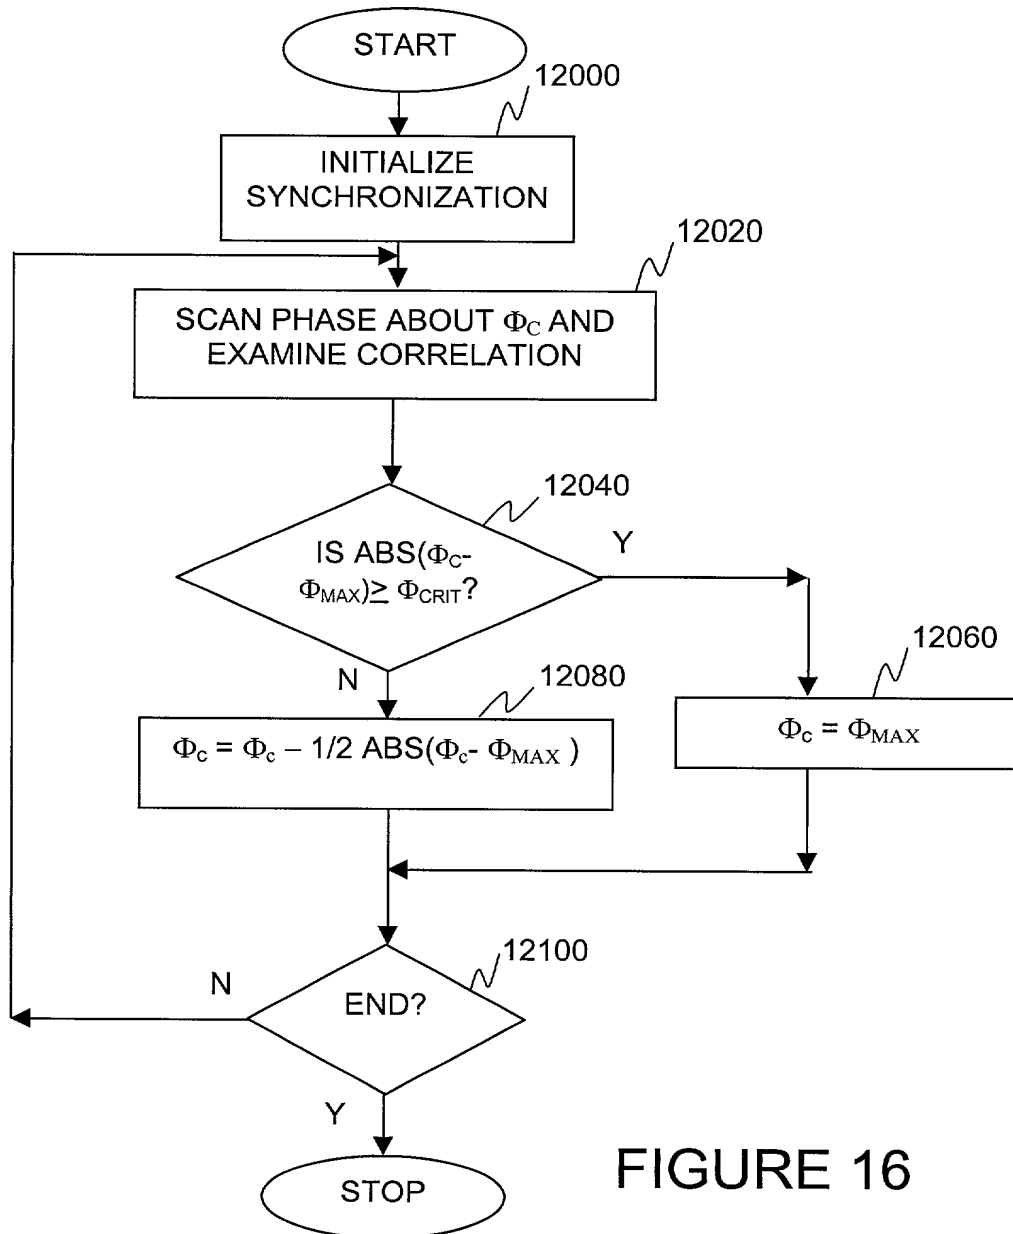 START
12000
INITIALIZE
SYNCHRONIZATION
12020
SCAN PHASE ABOUT ΦC AND
EXAMINE CORRELATION
12040
IS ABS(ΦC-
ΦMAX)≥ ΦCRIT?
Y
N
12080
12060
Φc = Φc – 1/2 ABS(Φc- ΦMAX )
Φc = ΦMAX
12100
N
END?
Y
STOP
FIGURE 16